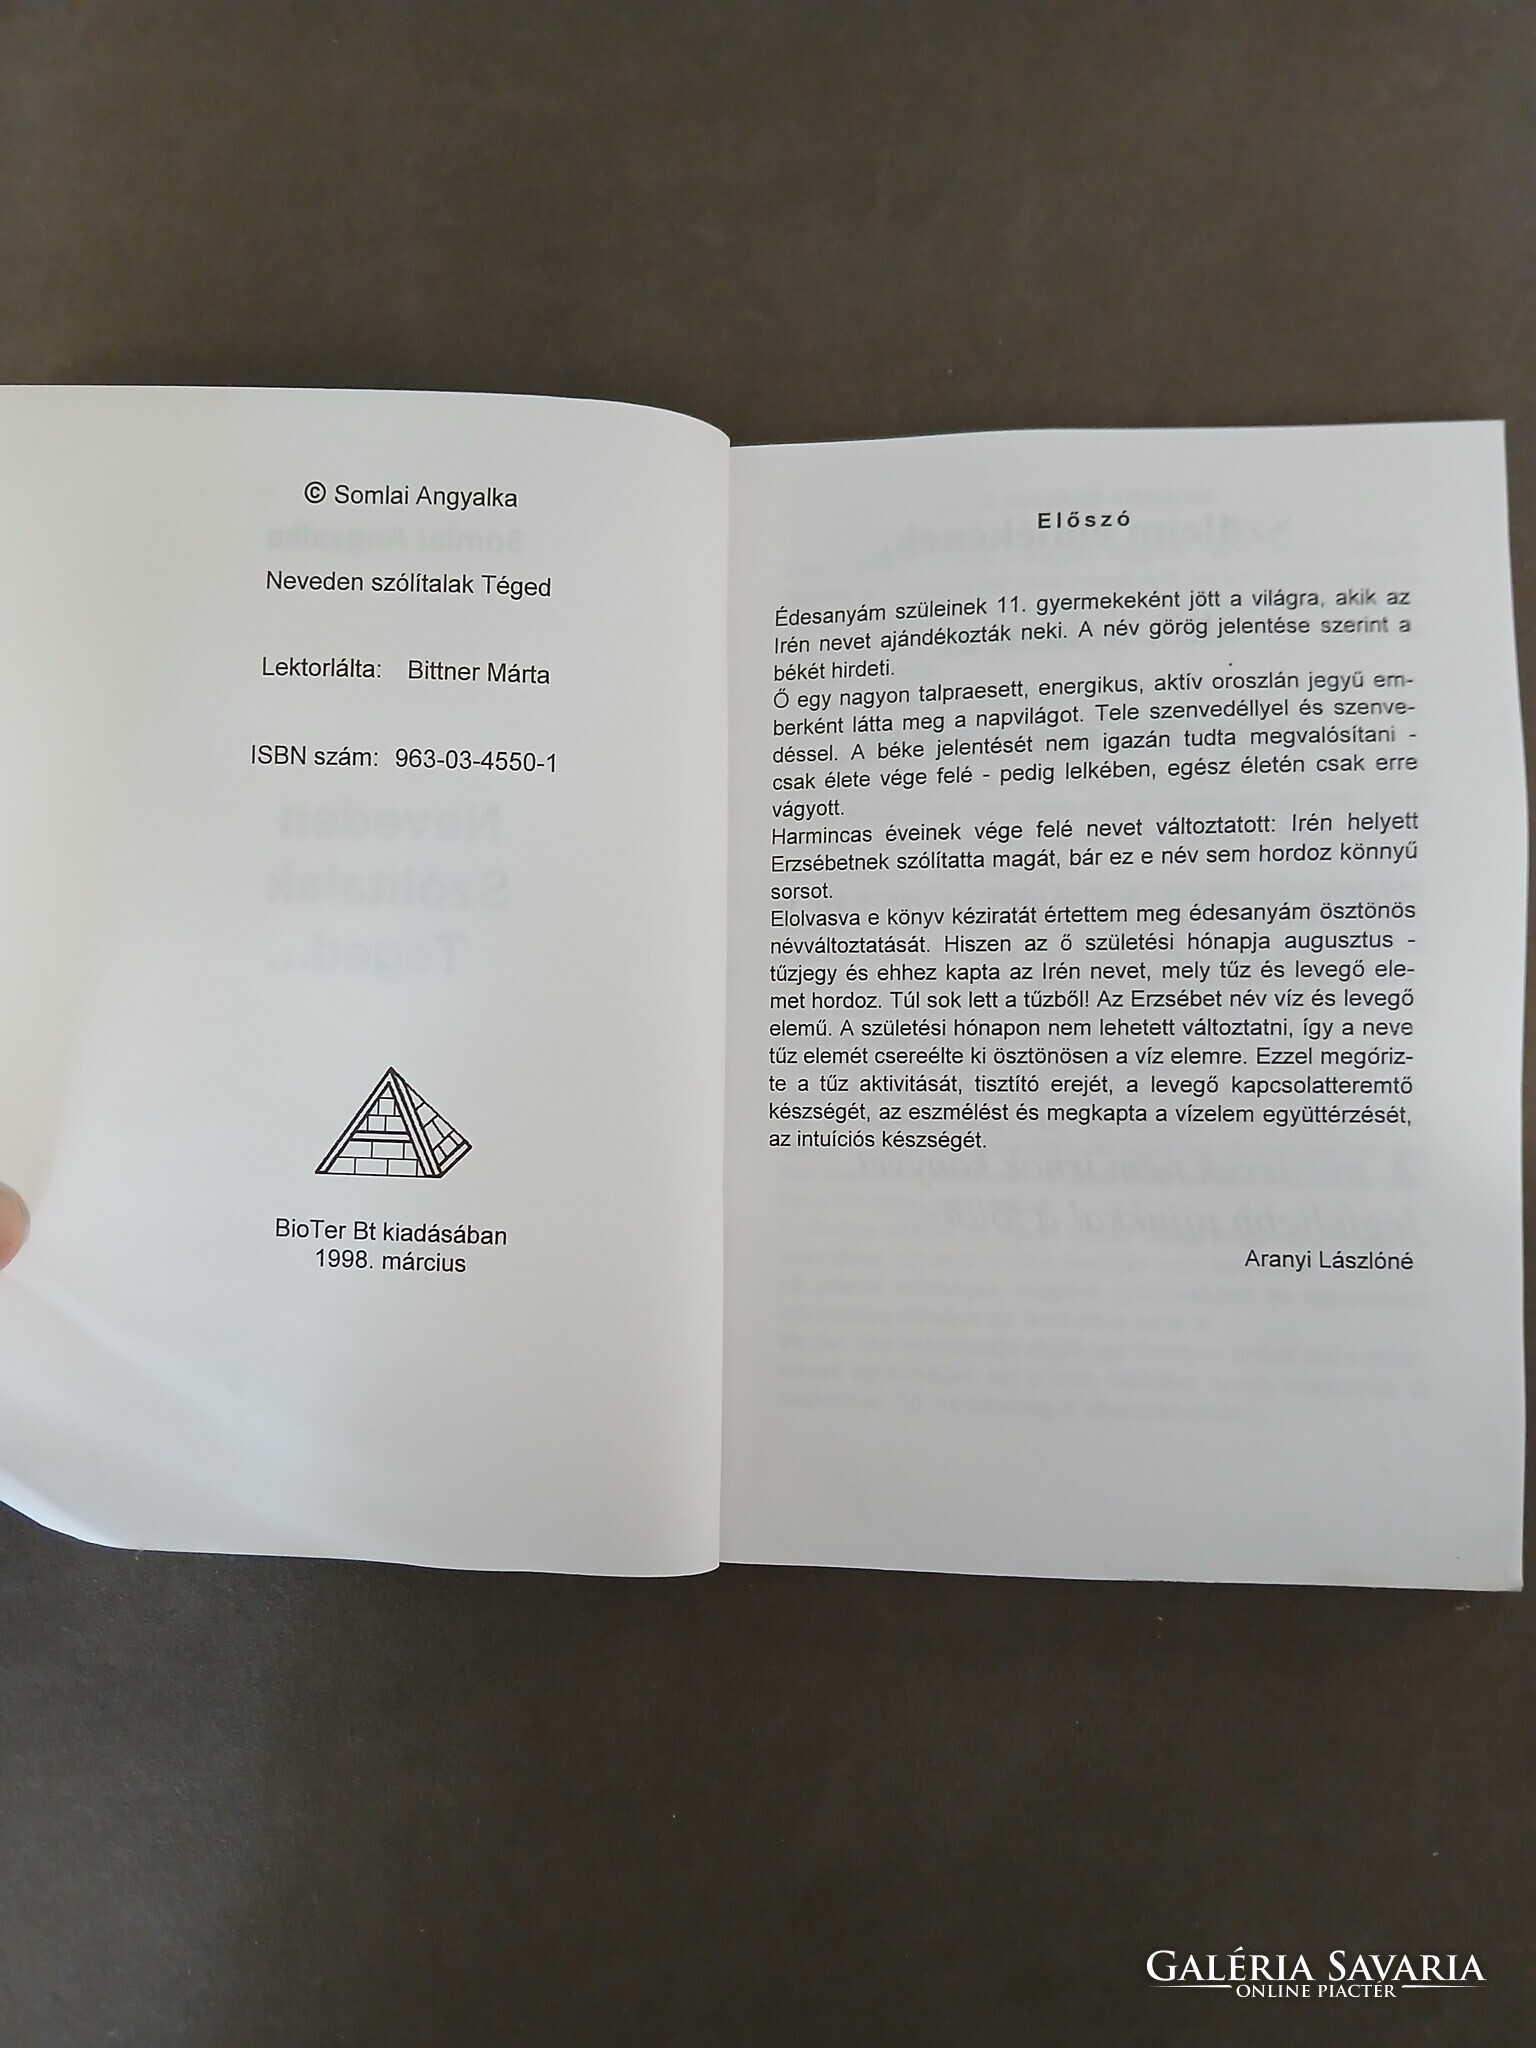 © Somlai Angyalka
Neveden szólítalak Téged
Lektorlálta: Bittner Márta
ISBN szám: 963-03-4550-1
BioTer Bt kiadásában
1998. március
Előszó
Édesanyám szüleinek 11. gyermekeként jött a világra, akik az
Irén nevet ajándékozták neki. A név görög jelentése szerint a
békét hirdeti.
Ő egy nagyon talpraesett, energikus, aktív oroszlán jegyű em-
berként látta meg a napvilágot. Tele szenvedéllyel és szenve-
déssel. A béke jelentését nem igazán tudta megvalósítani -
csak élete vége felé - pedig lelkében, egész életén csak erre
vágyott.
Harmincas éveinek vége felé nevet változtatott: Irén helyett
Erzsébetnek szólítatta magát, bár ez e név sem hordoz könnyű
sorsot.
Elolvasva e könyv kéziratát értettem meg édesanyám ösztönös
névváltoztatását. Hiszen az ő születési hónapja augusztus -
tűzjegy és ehhez kapta az Irén nevet, mely tűz és levegő ele-
met hordoz. Túl sok lett a tűzből! Az Erzsébet név víz és levegő
elemű. A születési hónapon nem lehetett változtatni, így a neve
tűz elemét csereélte ki ösztönösen a víz elemre. Ezzel megőriz-
te a tűz aktivitását, tisztító erejét, a levegő kapcsolatteremtő
készségét, az eszmélést és megkapta a vízelem együttérzését,
az intuíciós készségét.
Aranyi Lászlóné
GALÉRIA SAVARIA
ONLINE PIACTÉR